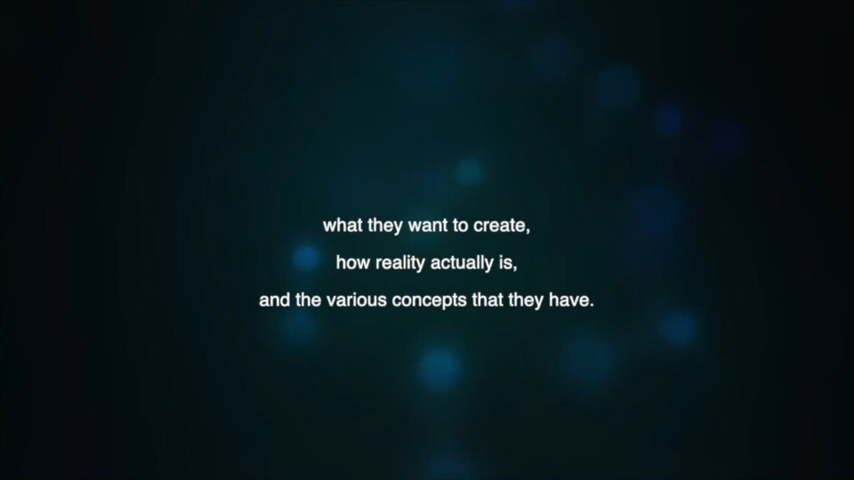 what they want to create,
how reality actually is,
and the various concepts that they have.